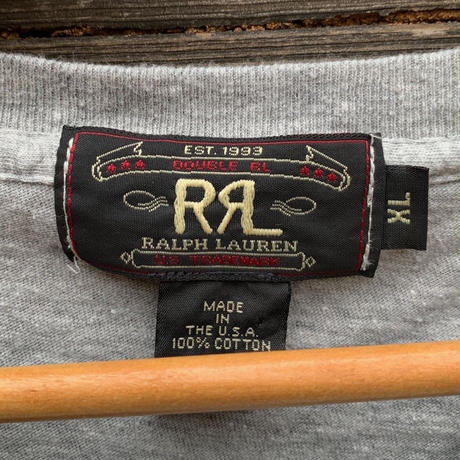 EST. 1993
DOUBLE RL
RRL
RALPH LAUREN
U.S. TRADEMARK
XL
MADE
IN
THE U.S.A.
100% COTTON